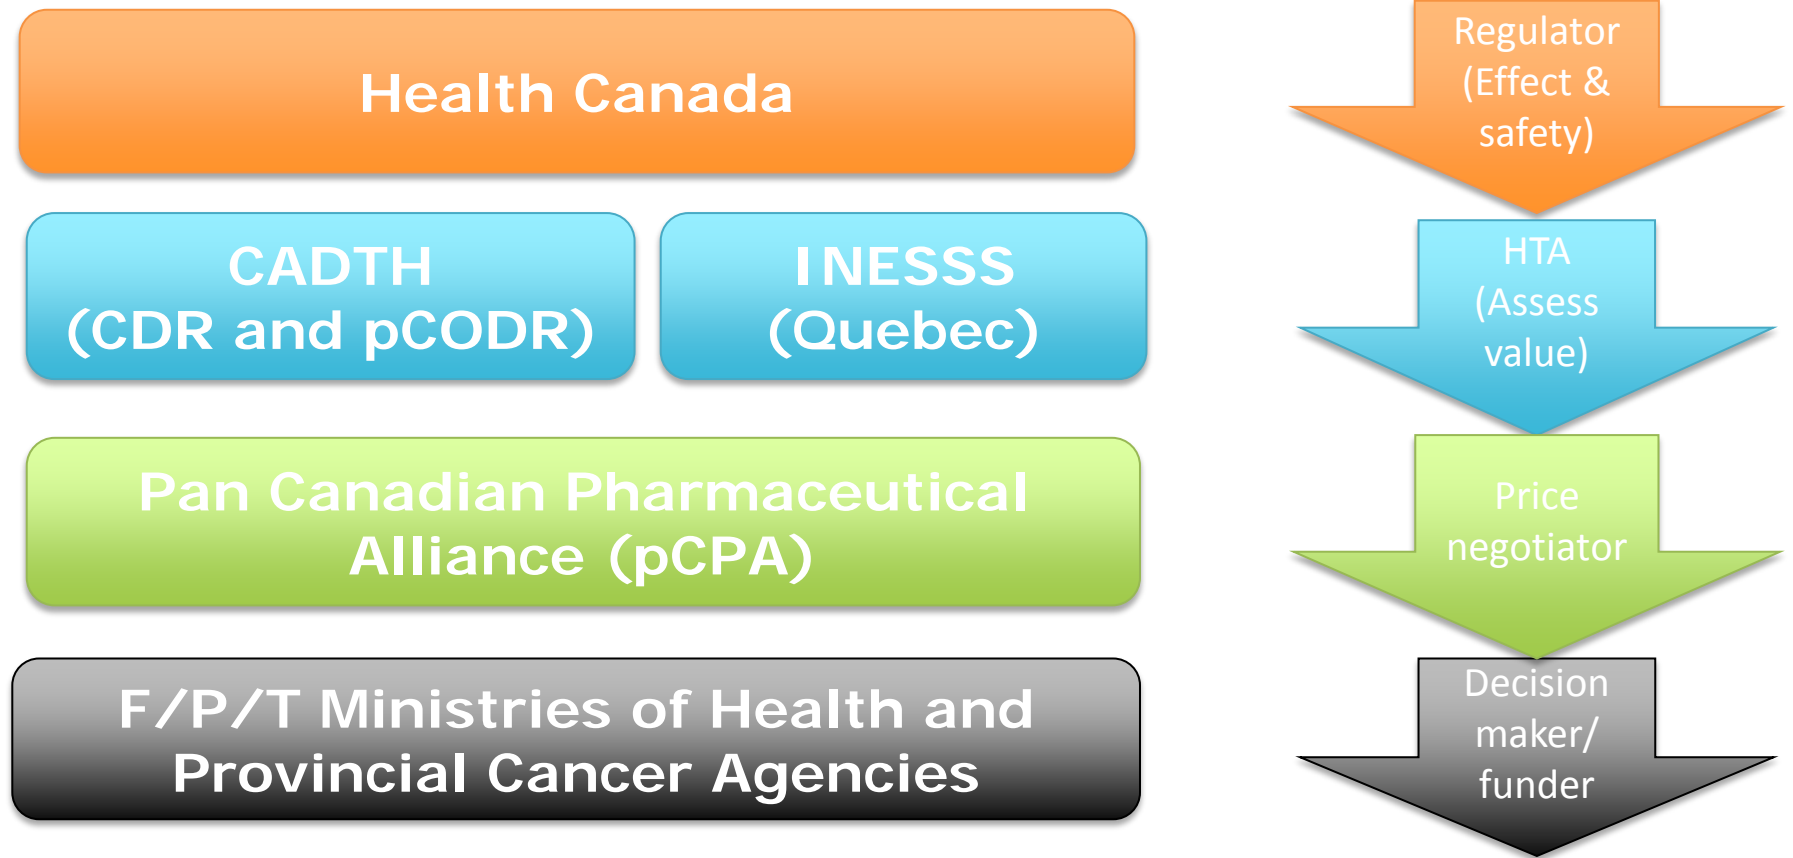 Health Canada
Regulator
(Effect &
safety)
CADTH
(CDR and pCODR)
INESSS
(Quebec)
HTA
(Assess
value)
Pan Canadian Pharmaceutical
Alliance (pCPA)
Price
negotiator
F/P/T Ministries of Health and
Provincial Cancer Agencies
Decision
maker/
funder